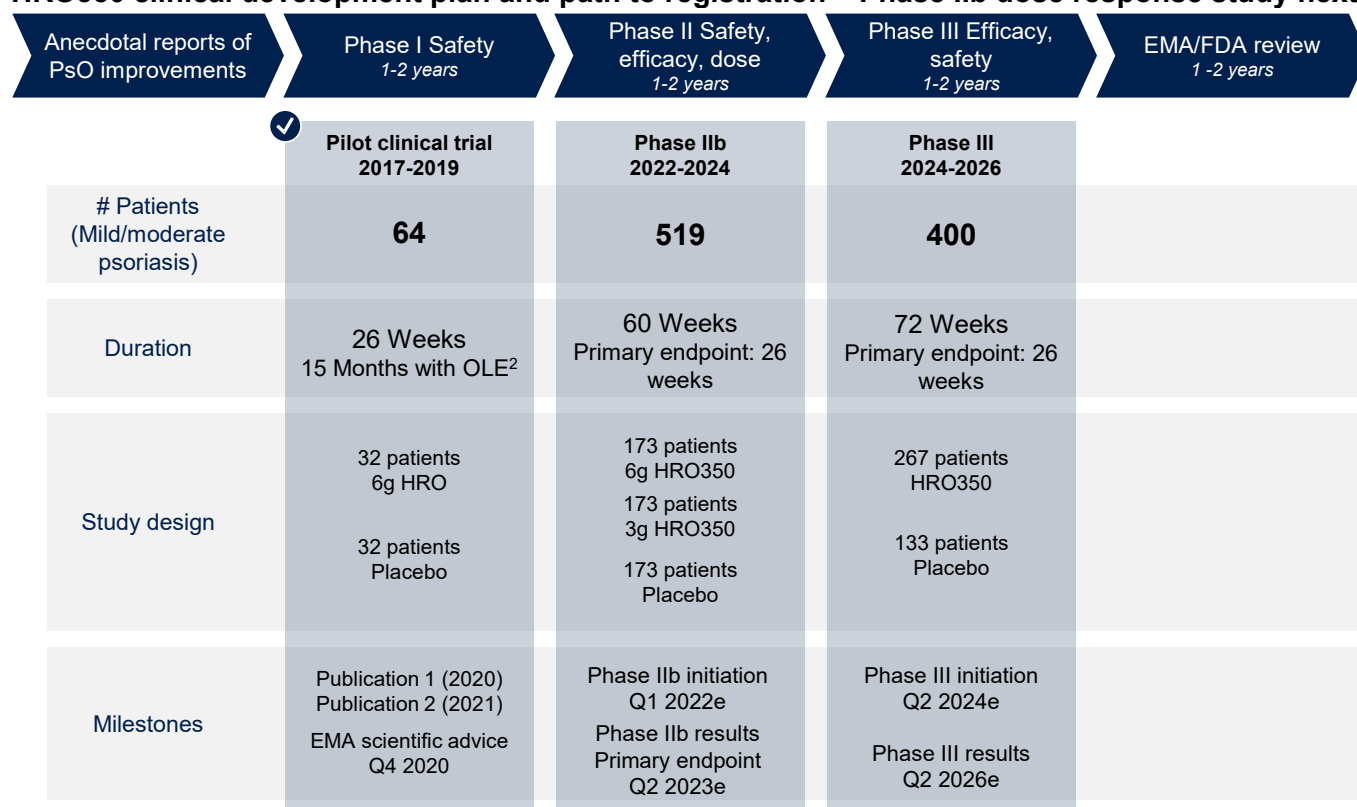 Anecdotal reports of
PsO improvements
Phase I Safety
1-2 years
Phase II Safety,
efficacy, dose
1-2 years
Phase III Efficacy,
safety
1-2 years
EMA/FDA review
1 -2 years
Pilot clinical trial
2017-2019
Phase IIb
2022-2024
Phase III
2024-2026
# Patients
(Mild/moderate
psoriasis)
64
519
400
Duration
26 Weeks
15 Months with OLE2
60 Weeks
Primary endpoint: 26
weeks
72 Weeks
Primary endpoint: 26
weeks
Study design
32 patients
6g HRO
32 patients
Placebo
173 patients
6g HRO350
173 patients
3g HRO350
173 patients
Placebo
267 patients
HRO350
133 patients
Placebo
Milestones
Publication 1 (2020)
Publication 2 (2021)
EMA scientific advice
Q4 2020
Phase IIb initiation
Q1 2022e
Phase IIb results
Primary endpoint
Q2 2023e
Phase III initiation
Q2 2024e
Phase III results
Q2 2026e